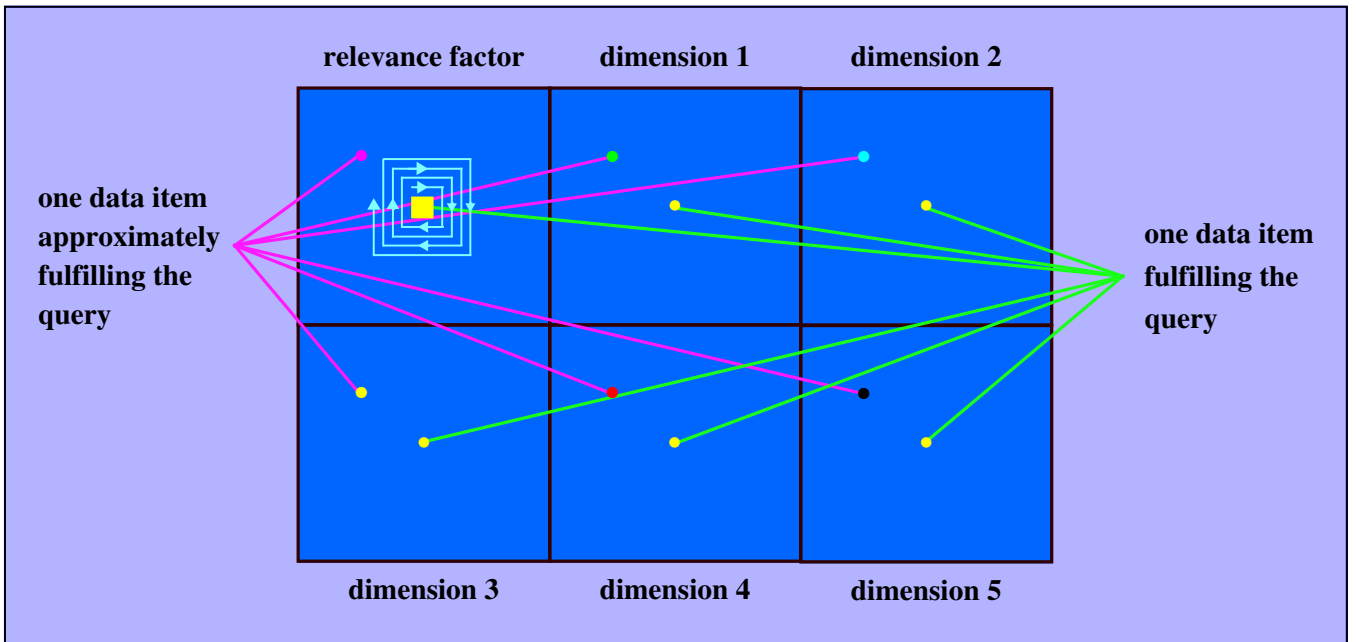 relevance factor
dimension 1
dimension 2
one data item
approximately
fulfilling the
query
one data item
fulfilling the
query
dimension 3
dimension 4
dimension 5